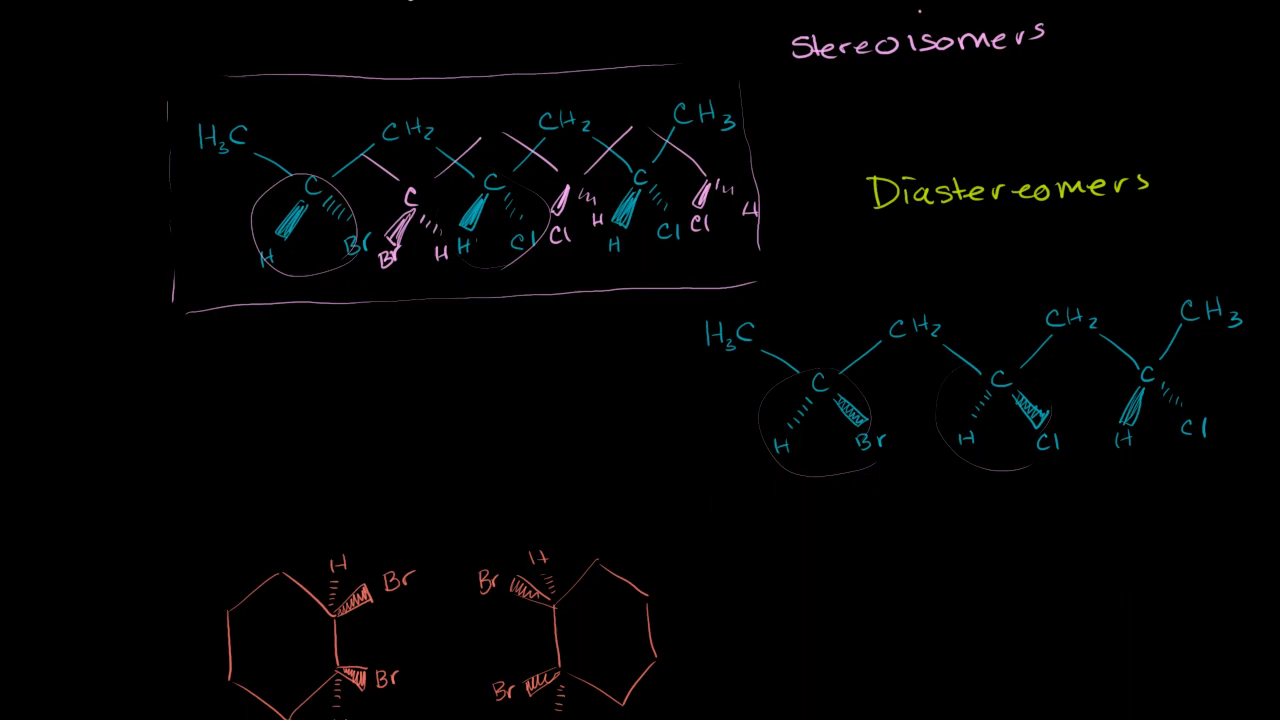 Stereoisomers
H3C CH2 CH2 CH3
C C C C
H Br Br H H Cl Cl H H Cl Cl H
Diastereomers
H3C CH2 CH2 CH3
C C C
H Br H Cl H Cl
H Br Br H
Br Br